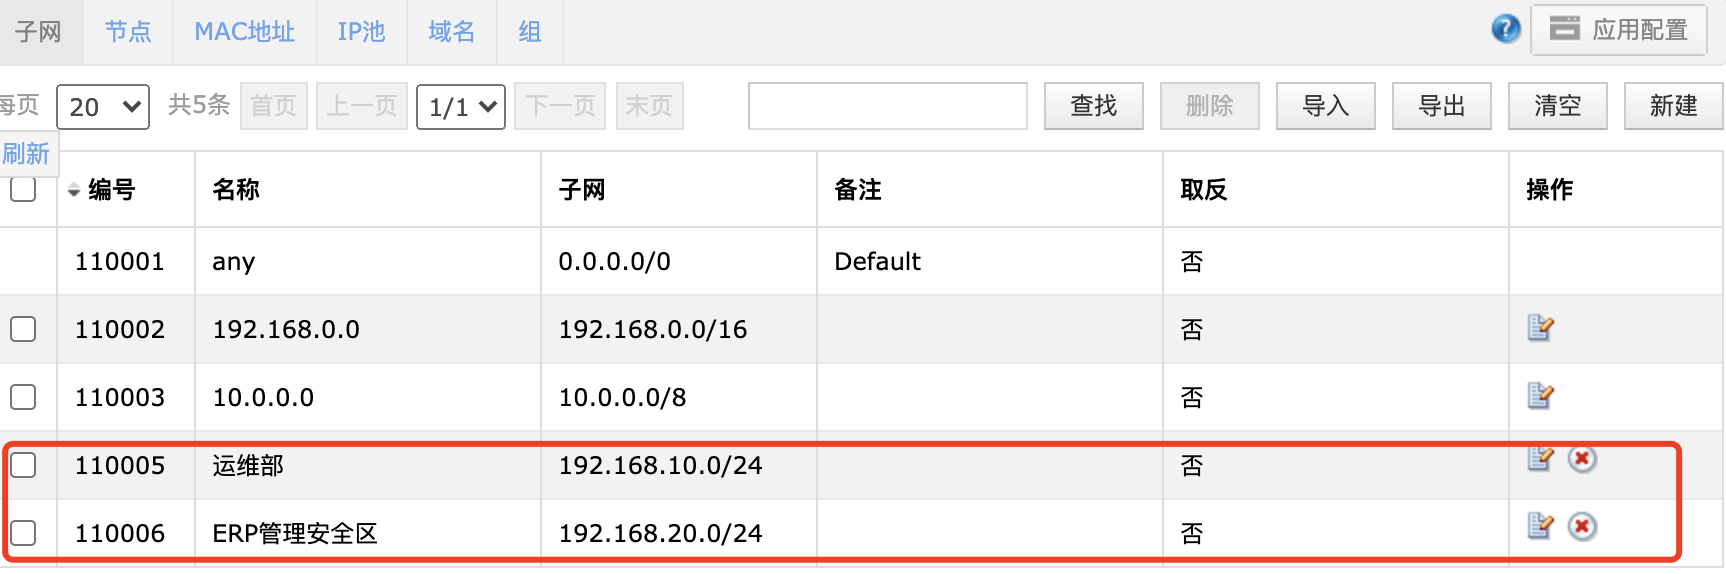 子网 节点 MAC地址 IP池 域名 组 ? 应用配置
每页 20 共5条 首页 上一页 1/1 下一页 末页 查找 删除 导入 导出 清空 新建
刷新
编号 名称 子网 备注 取反 操作
110001 any 0.0.0.0/0 Default 否
110002 192.168.0.0 192.168.0.0/16 否
110003 10.0.0.0 10.0.0.0/8 否
110005 运维部 192.168.10.0/24 否
110006 ERP管理安全区 192.168.20.0/24 否